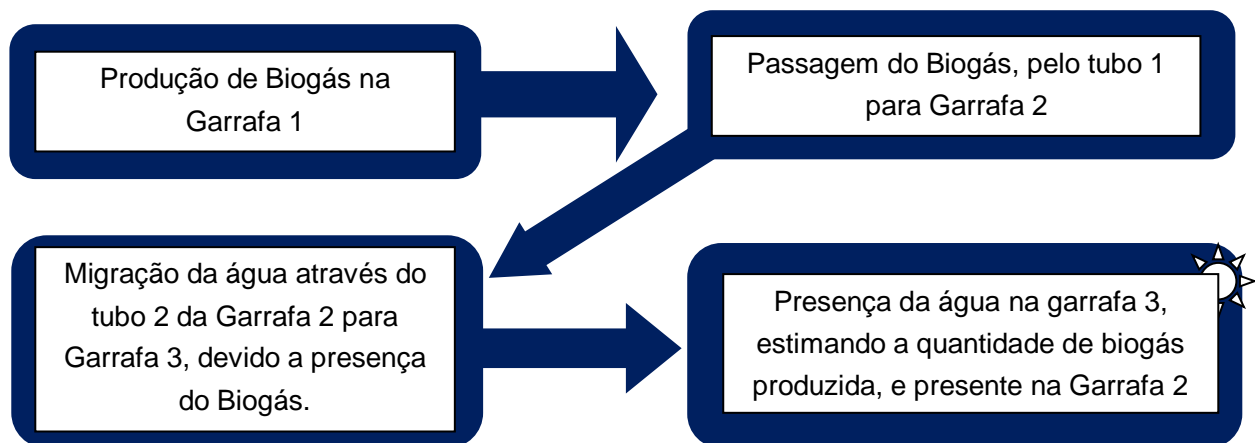 Produção de Biogás na
Garrafa 1
Passagem do Biogás, pelo tubo 1
para Garrafa 2
Migração da água através do
tubo 2 da Garrafa 2 para
Garrafa 3, devido a presença
do Biogás.
Presença da água na garrafa 3,
estimando a quantidade de biogás
produzida, e presente na Garrafa 2